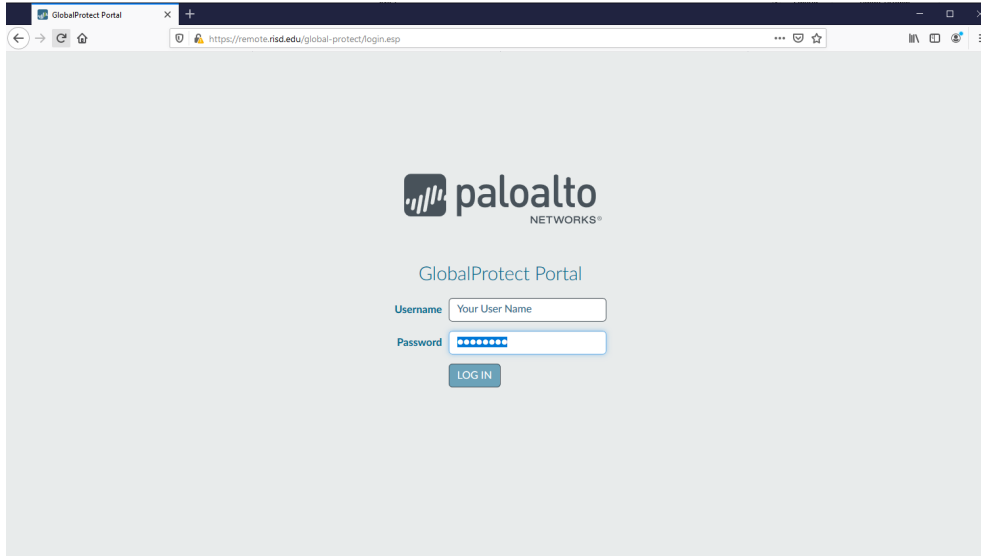 GlobalProtect Portal
https://remote.risd.edu/global-protect/login.esp
paloalto
NETWORKS®
GlobalProtect Portal
Username Your User Name
Password ••••••••
LOG IN